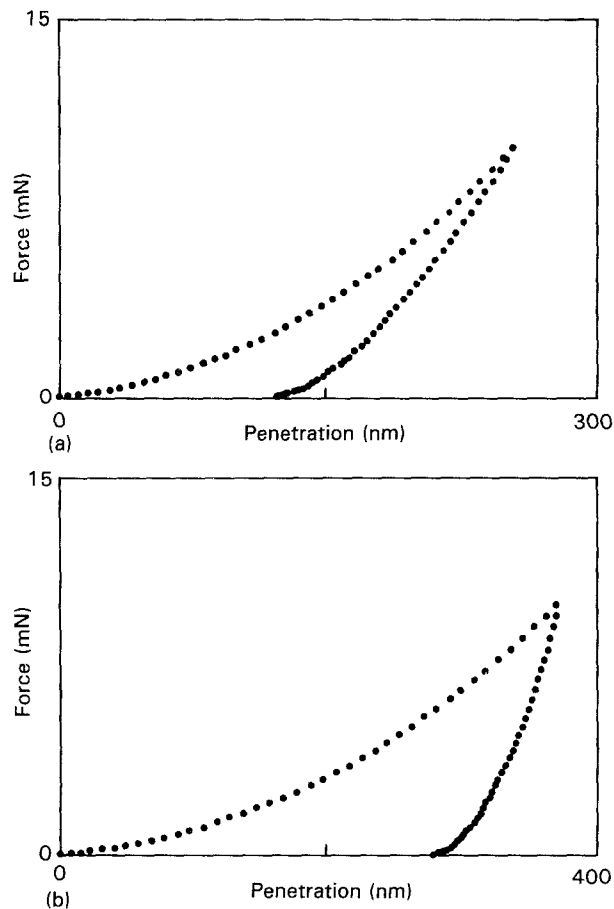 15
Force (mN)
0
0
300
(a)
Penetration (nm)
15
Force (mN)
0
0
400
(b)
Penetration (nm)